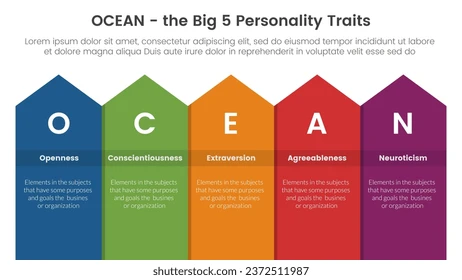 OCEAN - the Big 5 Personality Traits
Lorem ipsum dolor sit amet, consectetur adipiscing elit, sed do eiusmod tempor incididunt ut labore
et dolore magna aliqua Duis aute irure dolor in reprehenderit in voluptate velit esse sed do
O
C
E
A
N
Openness
Conscientiousness
Extraversion
Agreeableness
Neuroticism
Elements in the subjects
that have some purposes
and goals the busines
or organization
Elements in the subjects
that have some purposes
and goals the busines
or organization
Elements in the subjects
that have some purposes
and goals the busines
or organization
Elements in the subjects
that have some purposes
and goals the busines
or organization
Elements in the subjects
that have some purposes
and goals the busines
or organization
shutterstock.com · 2372511987